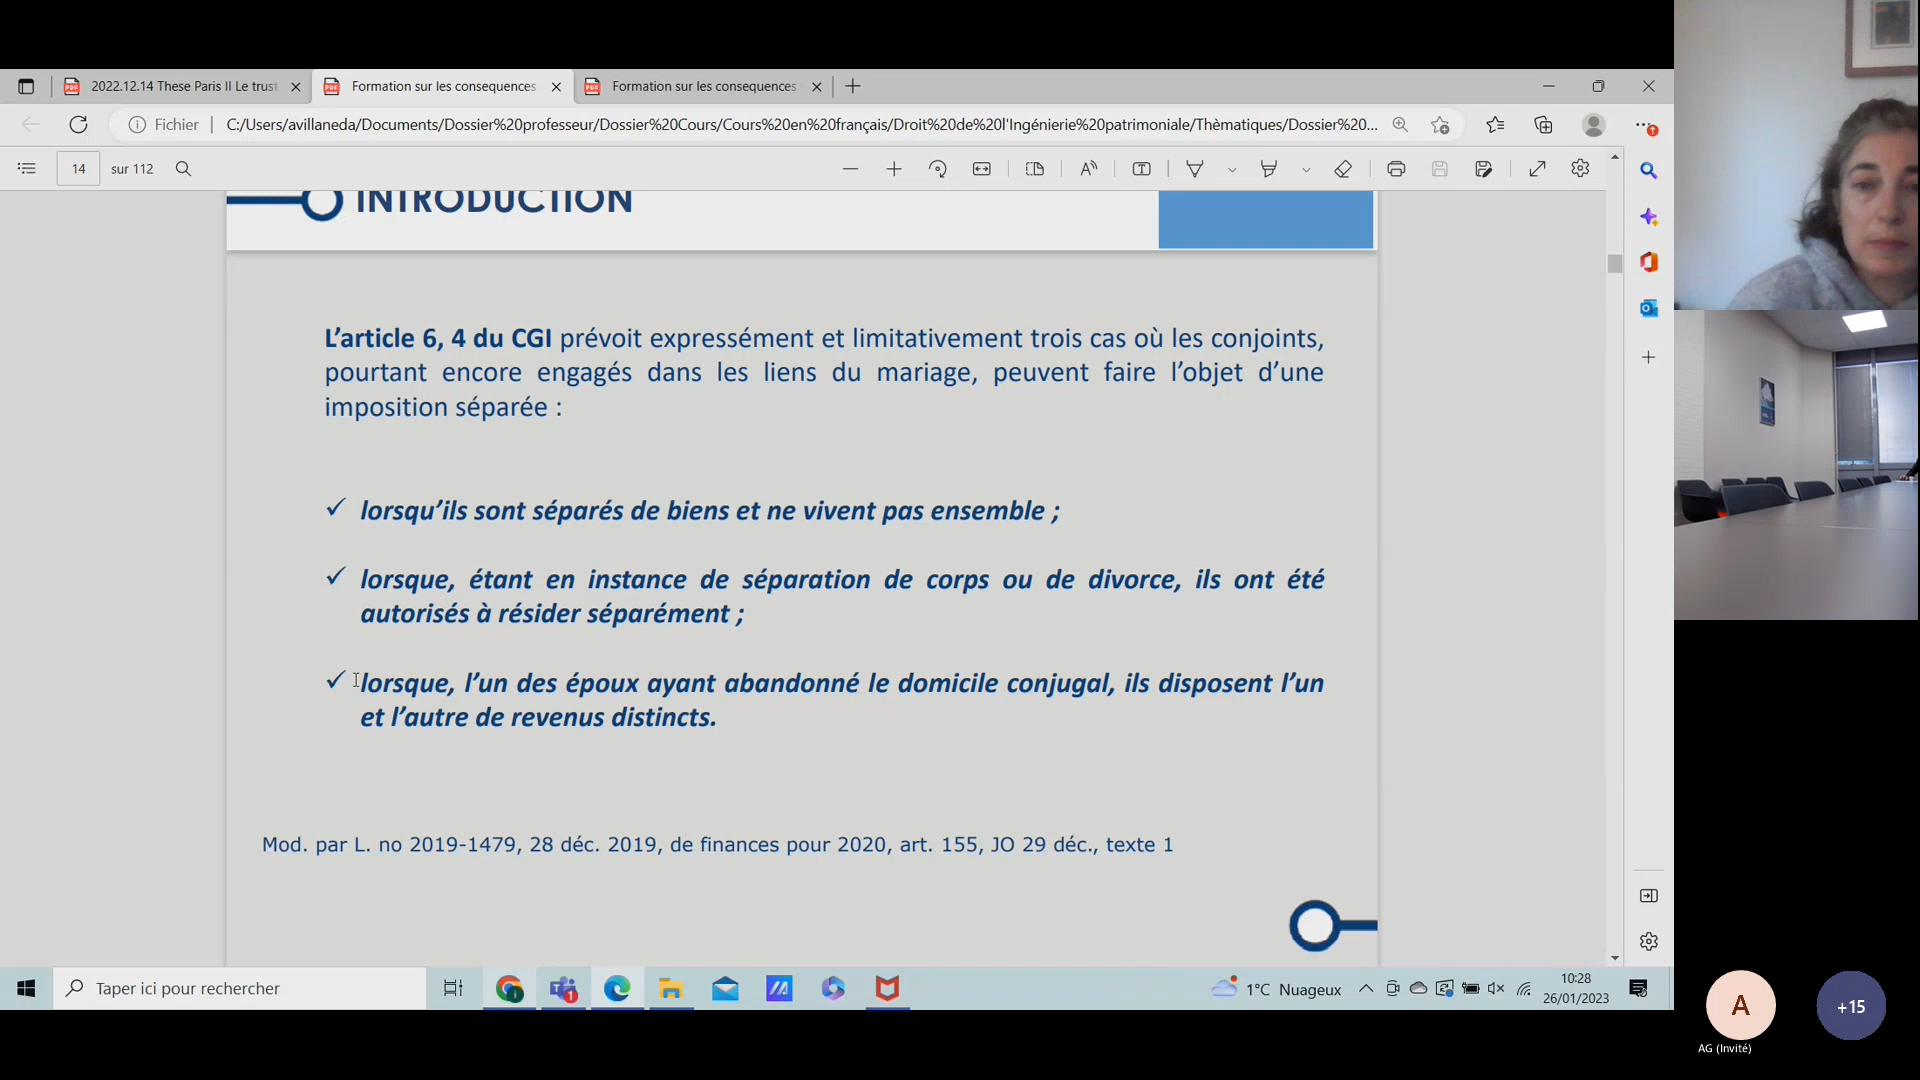 2022.12.14 These Paris II Le trust
Formation sur les consequences
Formation sur les consequences
Fichier
C:/Users/avillaneda/Documents/Dossier%20professeur/Dossier%20Cours/Cours%20en%20français/Droit%20de%20l'Ingénierie%20patrimoniale/Thèmatiques/Dossier%20...
14 sur 112
INTRODUCTION
L’article 6, 4 du CGI prévoit expressément et limitativement trois cas où les conjoints,
pourtant encore engagés dans les liens du mariage, peuvent faire l’objet d’une
imposition séparée :
✓ lorsqu’ils sont séparés de biens et ne vivent pas ensemble ;
✓ lorsque, étant en instance de séparation de corps ou de divorce, ils ont été
autorisés à résider séparément ;
✓ lorsque, l’un des époux ayant abandonné le domicile conjugal, ils disposent l’un
et l’autre de revenus distincts.
Mod. par L. no 2019-1479, 28 déc. 2019, de finances pour 2020, art. 155, JO 29 déc., texte 1
Taper ici pour rechercher
1°C Nuageux
10:28
26/01/2023
A
+15
AG (Invité)